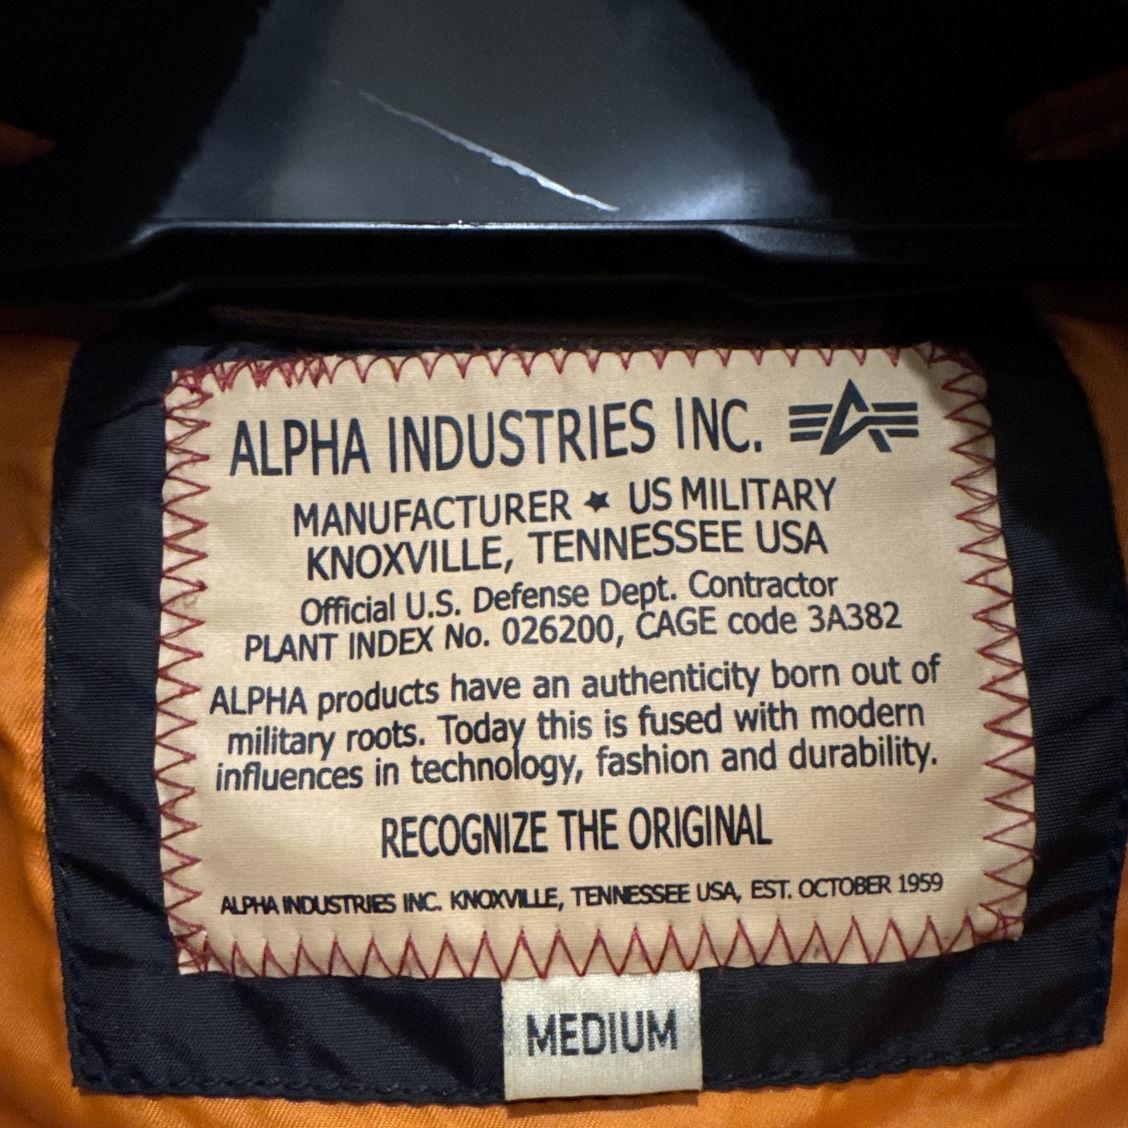 ALPHA INDUSTRIES INC.
MANUFACTURER ★ US MILITARY
KNOXVILLE, TENNESSEE USA
Official U.S. Defense Dept. Contractor
PLANT INDEX No. 026200, CAGE code 3A382
ALPHA products have an authenticity born out of
military roots. Today this is fused with modern
influences in technology, fashion and durability.
RECOGNIZE THE ORIGINAL
ALPHA INDUSTRIES INC. KNOXVILLE, TENNESSEE USA, EST. OCTOBER 1959
MEDIUM